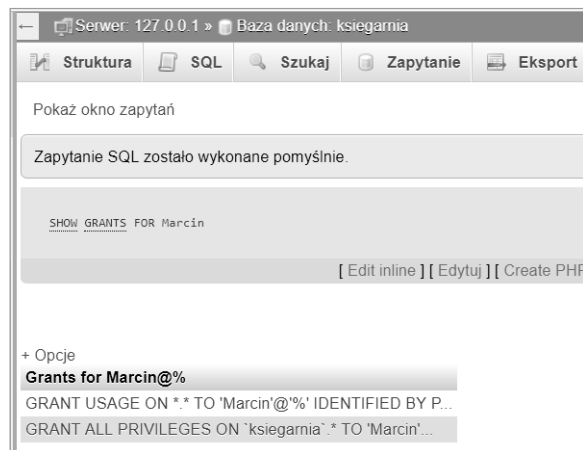 ← Serwer: 127.0.0.1 » Baza danych: ksiegarnia
Struktura SQL Szukaj Zapytanie Eksport
Pokaż okno zapytań
Zapytanie SQL zostało wykonane pomyślnie.
SHOW GRANTS FOR Marcin
[ Edit inline ] [ Edytuj ] [ Create PHP
+ Opcje
Grants for Marcin@%
GRANT USAGE ON *.* TO 'Marcin'@'%' IDENTIFIED BY P...
GRANT ALL PRIVILEGES ON `ksiegarnia`.* TO 'Marcin'...